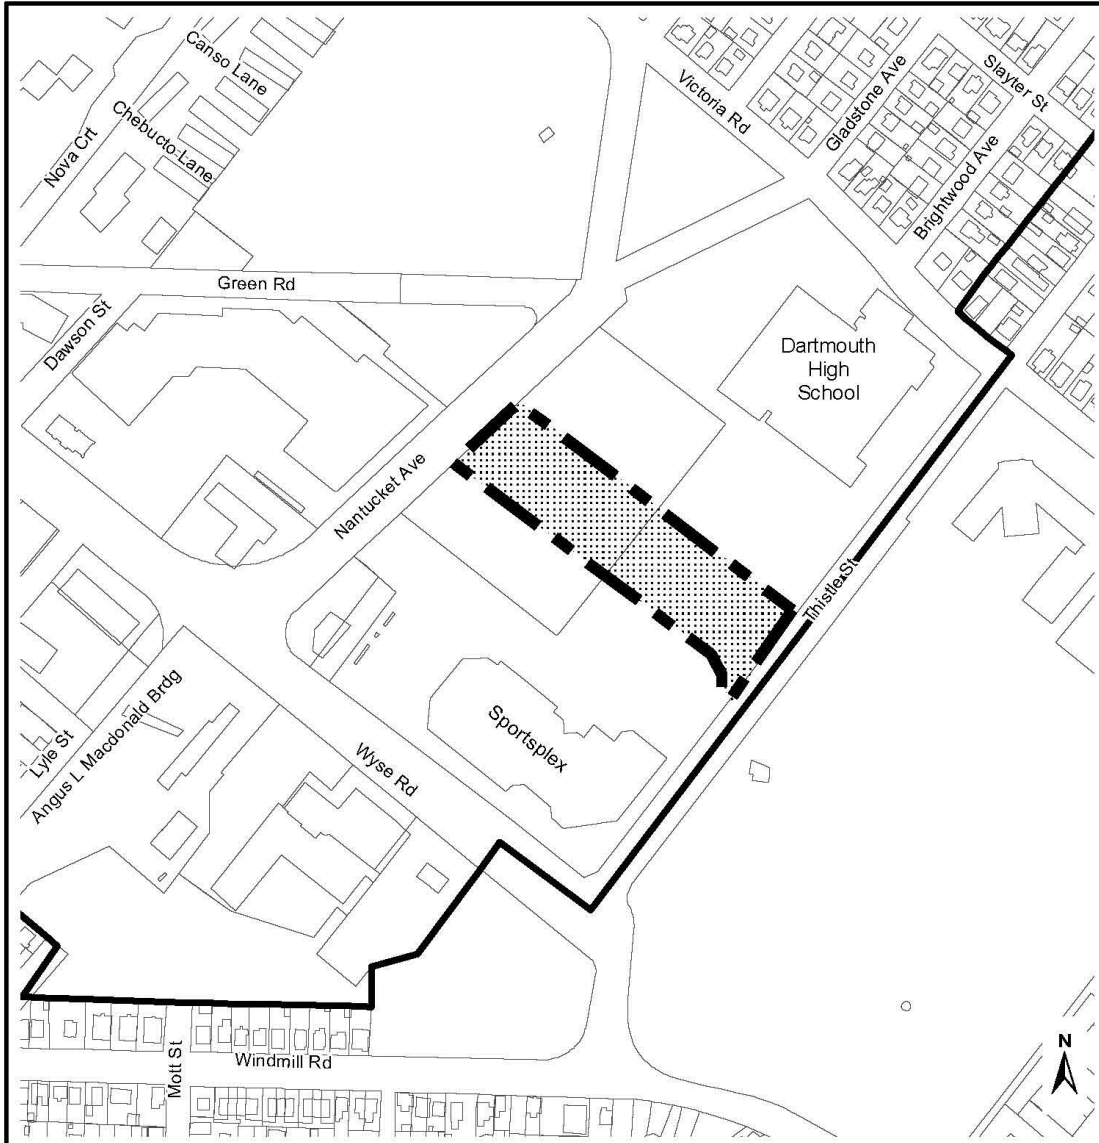 Canso Lane
Chebucto Lane
Nova Crt
Victoria Rd
Gladstone Ave
Slayter St
Brightwood Ave
Green Rd
Dawson St
Dartmouth
High
School
Nantucket Ave
Thistle St
Sportsplex
Wyse Rd
Lyle St
Angus L Macdonald Brdg
Mott St
Windmill Rd
N